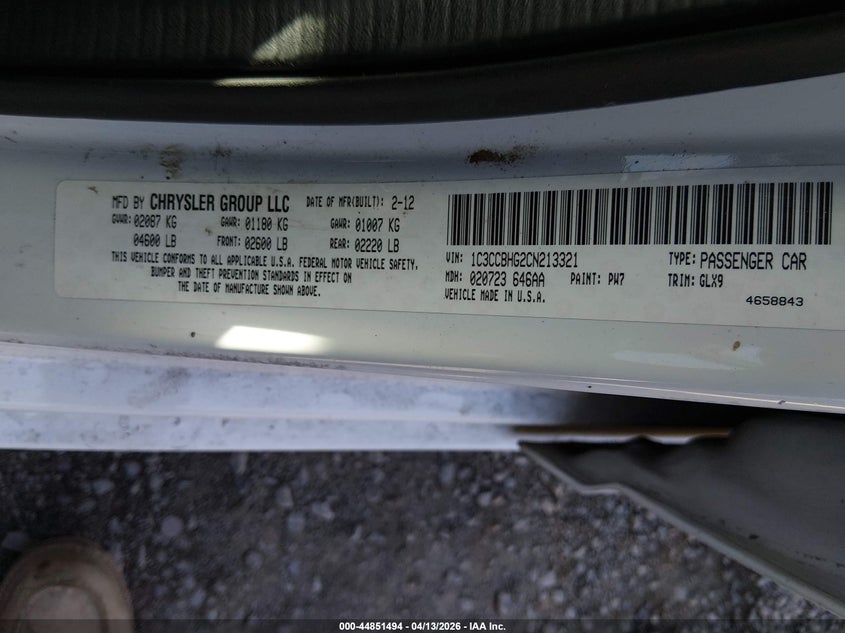 MFD BY CHRYSLER GROUP LLC DATE OF MFR(BUILT): 2-12
GVWR: 02087 KG GAWR: 01180 KG GAWR: 01007 KG
04600 LB FRONT: 02600 LB REAR: 02220 LB
THIS VEHICLE CONFORMS TO ALL APPLICABLE U.S.A. FEDERAL MOTOR VEHICLE SAFETY,
BUMPER AND THEFT PREVENTION STANDARDS IN EFFECT ON
THE DATE OF MANUFACTURE SHOWN ABOVE.
VIN: 1C3CCBHG2CN213321 TYPE: PASSENGER CAR
MDH: 020723 646AA PAINT: PW7 TRIM: GLX9
VEHICLE MADE IN U.S.A.
4658843
000-44851494 - 04/13/2026 - IAA Inc.